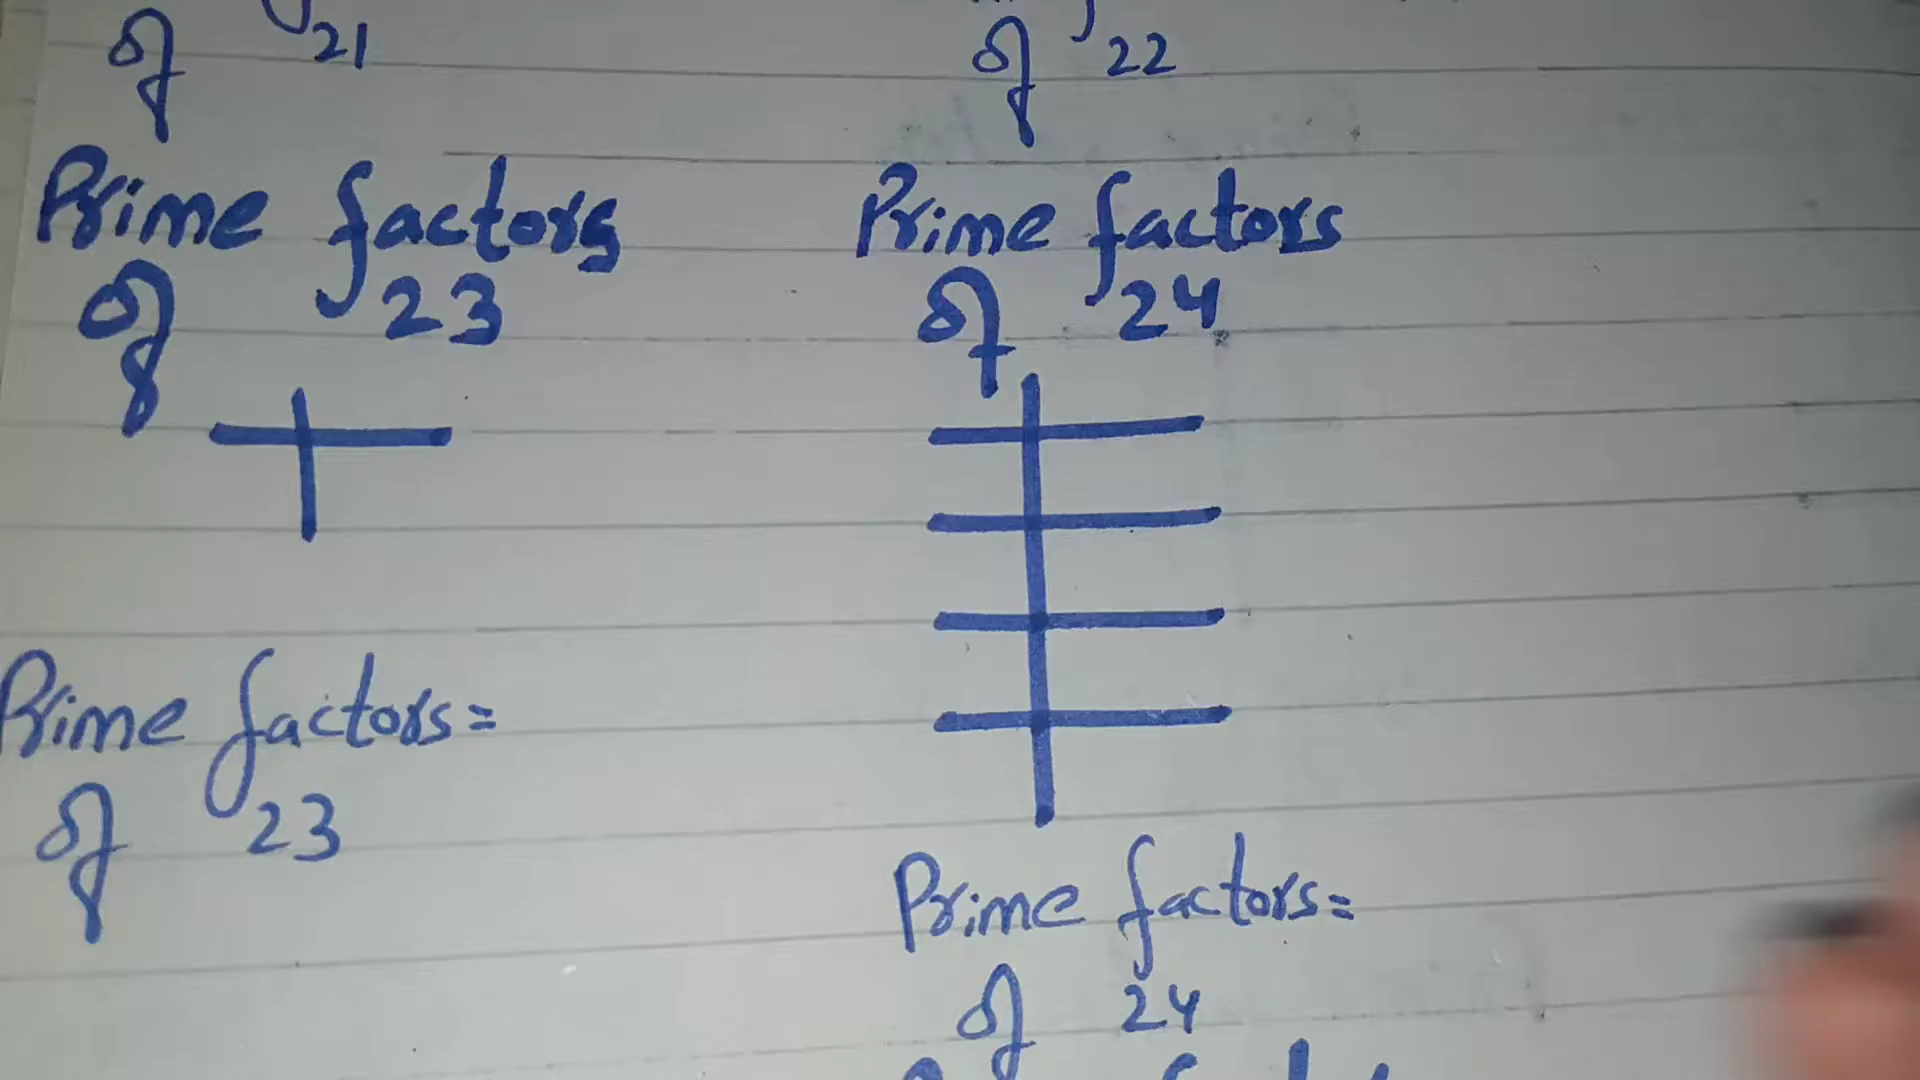 of 21
of 22
Prime factors
of 23
Prime factors
of 24
Prime factors=
of 23
Prime factors=
of 24